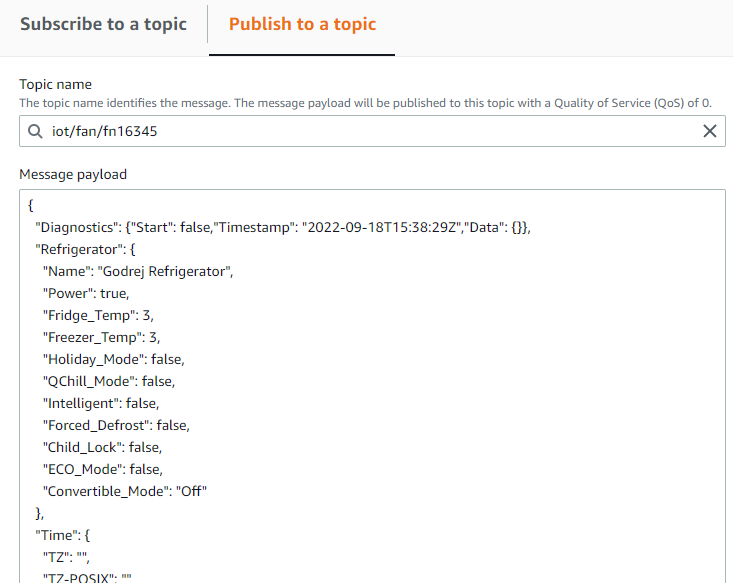 Subscribe to a topic
Publish to a topic
Topic name
The topic name identifies the message. The message payload will be published to this topic with a Quality of Service (QoS) of 0.
iot/fan/fn16345
Message payload
{
"Diagnostics": {"Start": false,"Timestamp": "2022-09-18T15:38:29Z","Data": {}},
"Refrigerator": {
"Name": "Godrej Refrigerator",
"Power": true,
"Fridge_Temp": 3,
"Freezer_Temp": 3,
"Holiday_Mode": false,
"QChill_Mode": false,
"Intelligent": false,
"Forced_Defrost": false,
"Child_Lock": false,
"ECO_Mode": false,
"Convertible_Mode": "Off"
},
"Time": {
"TZ": "",
"TZ-POSIX": ""